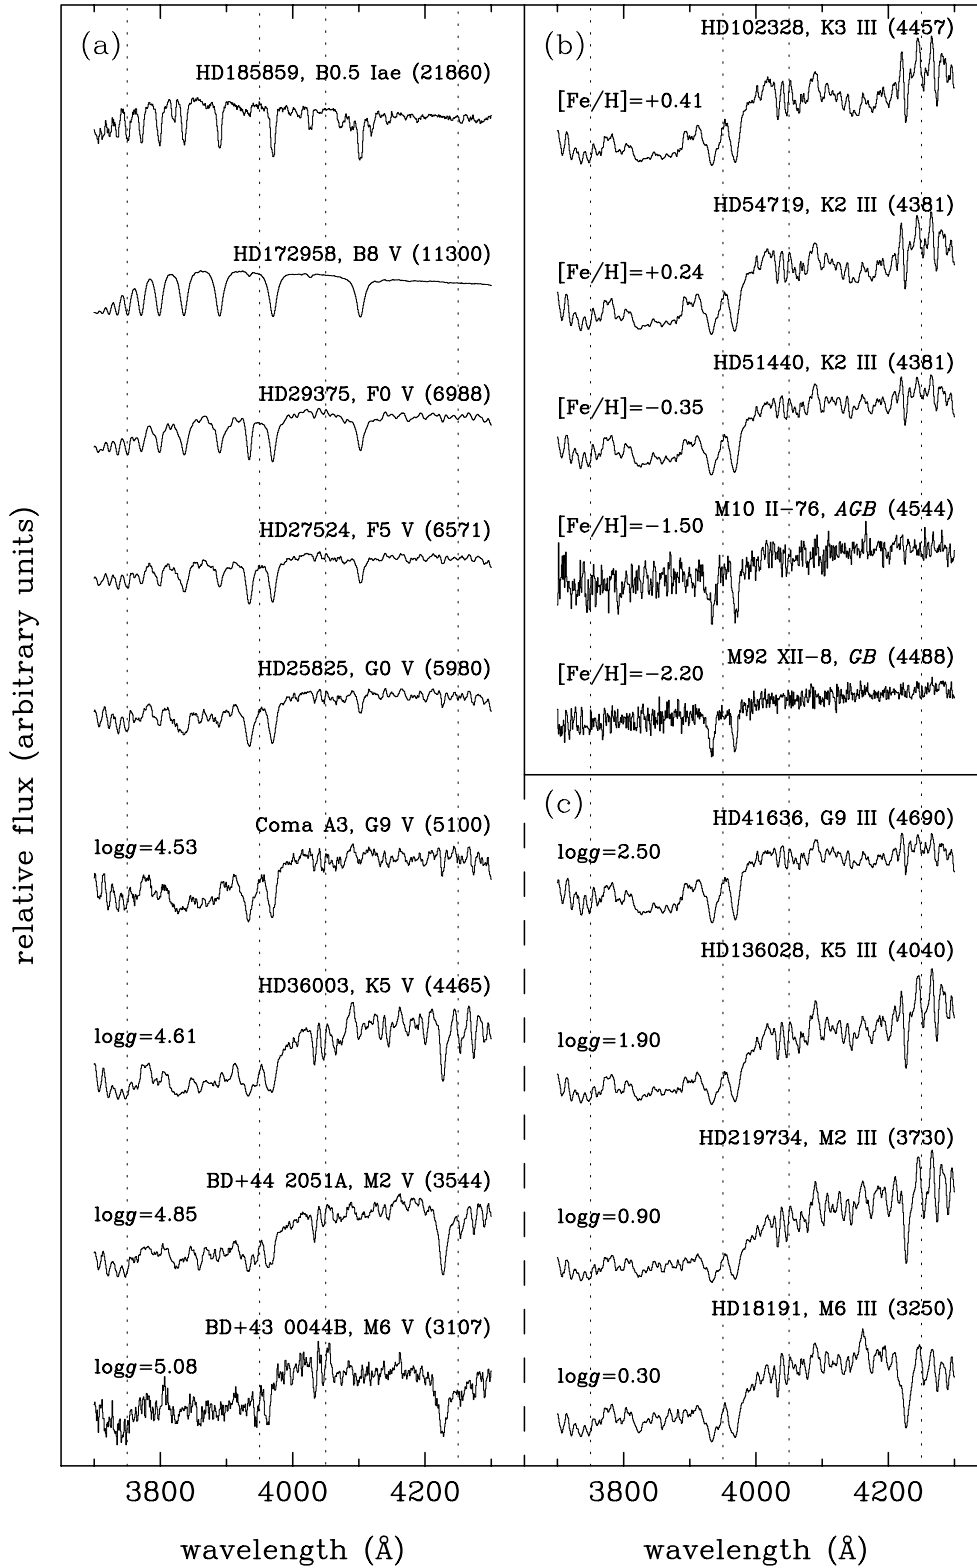 relative flux (arbitrary units)
(a)
HD185859, B0.5 Iae (21860)
HD172958, B8 V (11300)
HD29375, F0 V (6988)
HD27524, F5 V (6571)
HD25825, G0 V (5980)
Coma A3, G9 V (5100)
logg=4.53
HD36003, K5 V (4465)
logg=4.61
BD+44 2051A, M2 V (3544)
logg=4.85
BD+43 0044B, M6 V (3107)
logg=5.08
3800 4000 4200
wavelength (Å)
(b)
HD102328, K3 III (4457)
[Fe/H]=+0.41
HD54719, K2 III (4381)
[Fe/H]=+0.24
HD51440, K2 III (4381)
[Fe/H]=−0.35
M10 II−76, AGB (4544)
[Fe/H]=−1.50
M92 XII−8, GB (4488)
[Fe/H]=−2.20
(c)
HD41636, G9 III (4690)
logg=2.50
HD136028, K5 III (4040)
logg=1.90
HD219734, M2 III (3730)
logg=0.90
HD18191, M6 III (3250)
logg=0.30
3800 4000 4200
wavelength (Å)